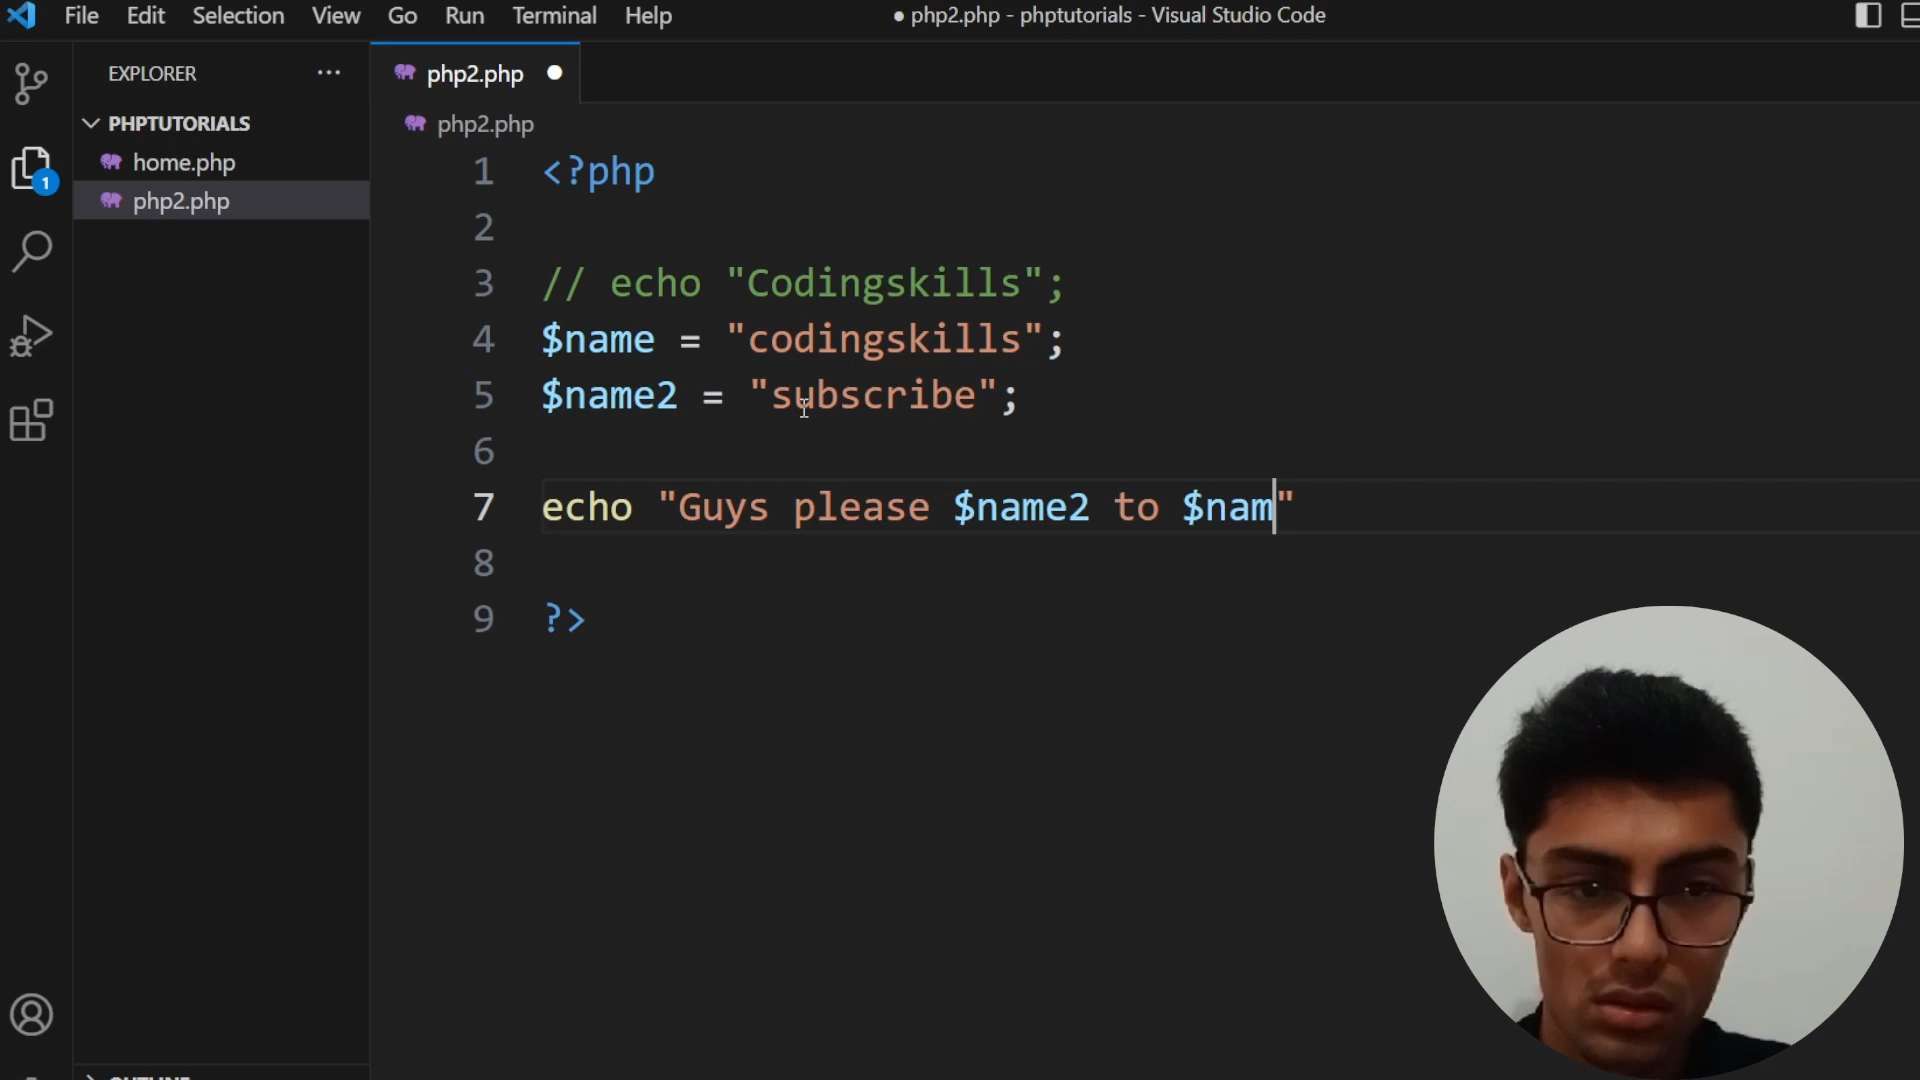 File Edit Selection View Go Run Terminal Help
● php2.php - phptutorials - Visual Studio Code
EXPLORER ···
PHPTUTORIALS
home.php
php2.php
1
php2.php ●
php2.php
1 <?php
2
3 // echo "Codingskills";
4 $name = "codingskills";
5 $name2 = "subscribe";
6
7 echo "Guys please $name2 to $nam"
8
9 ?>
OUTLINE